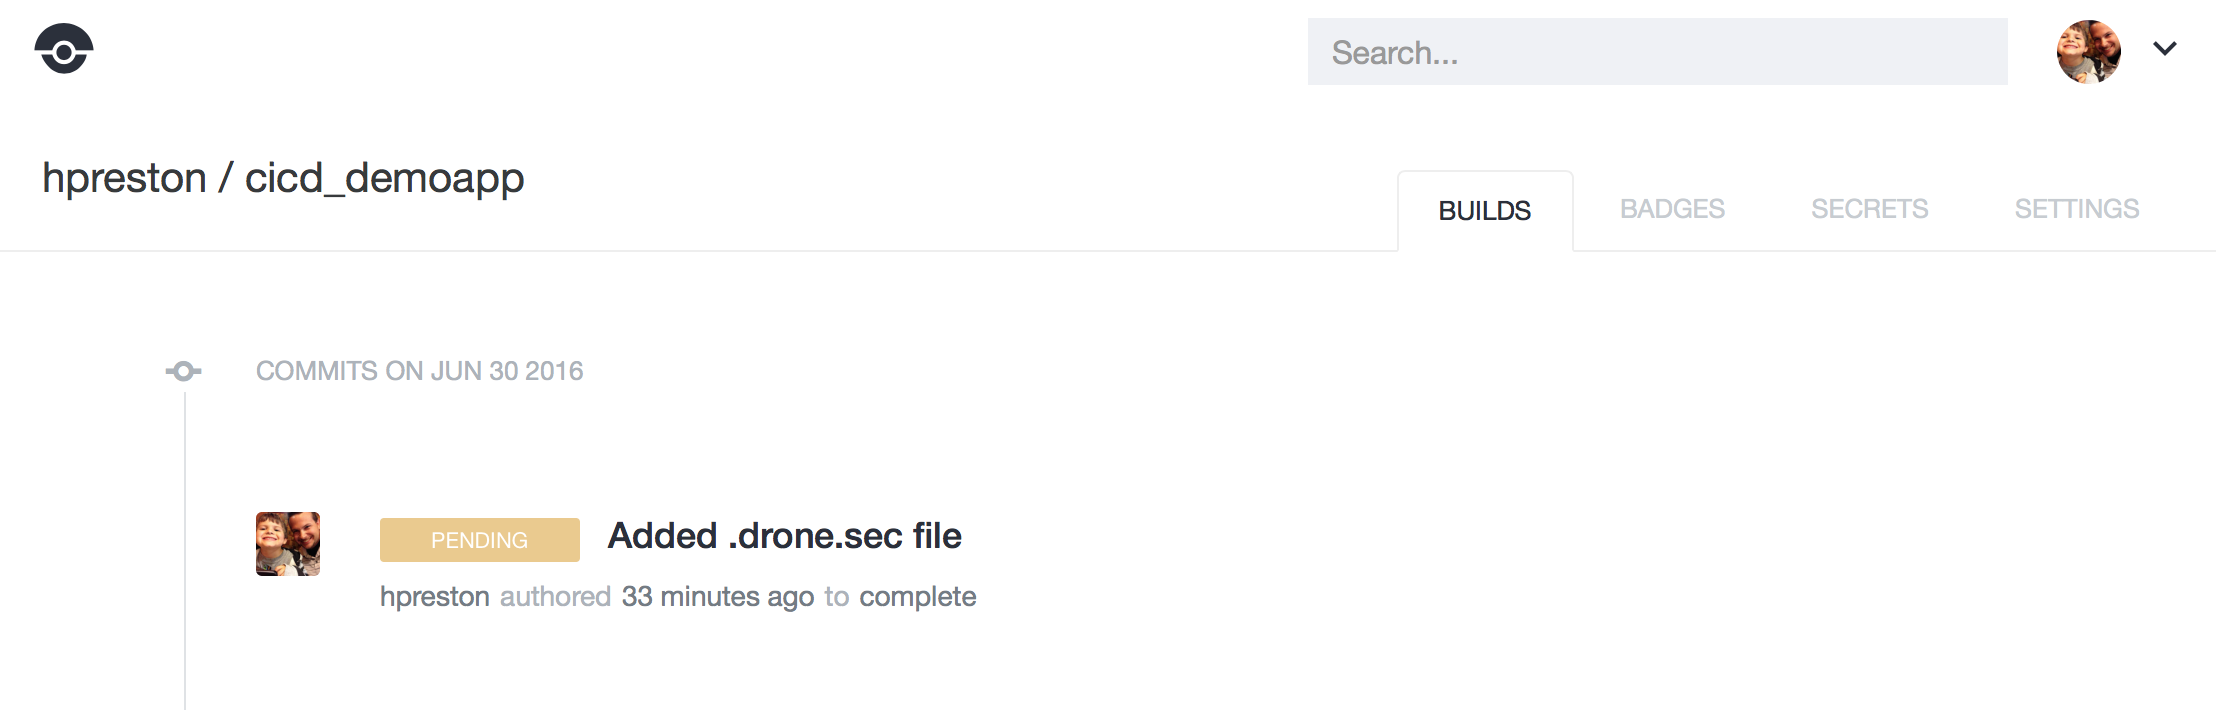 Search...
hpreston / cicd_demoapp
BUILDS BADGES SECRETS SETTINGS
COMMITS ON JUN 30 2016
PENDING Added .drone.sec file
hpreston authored 33 minutes ago to complete